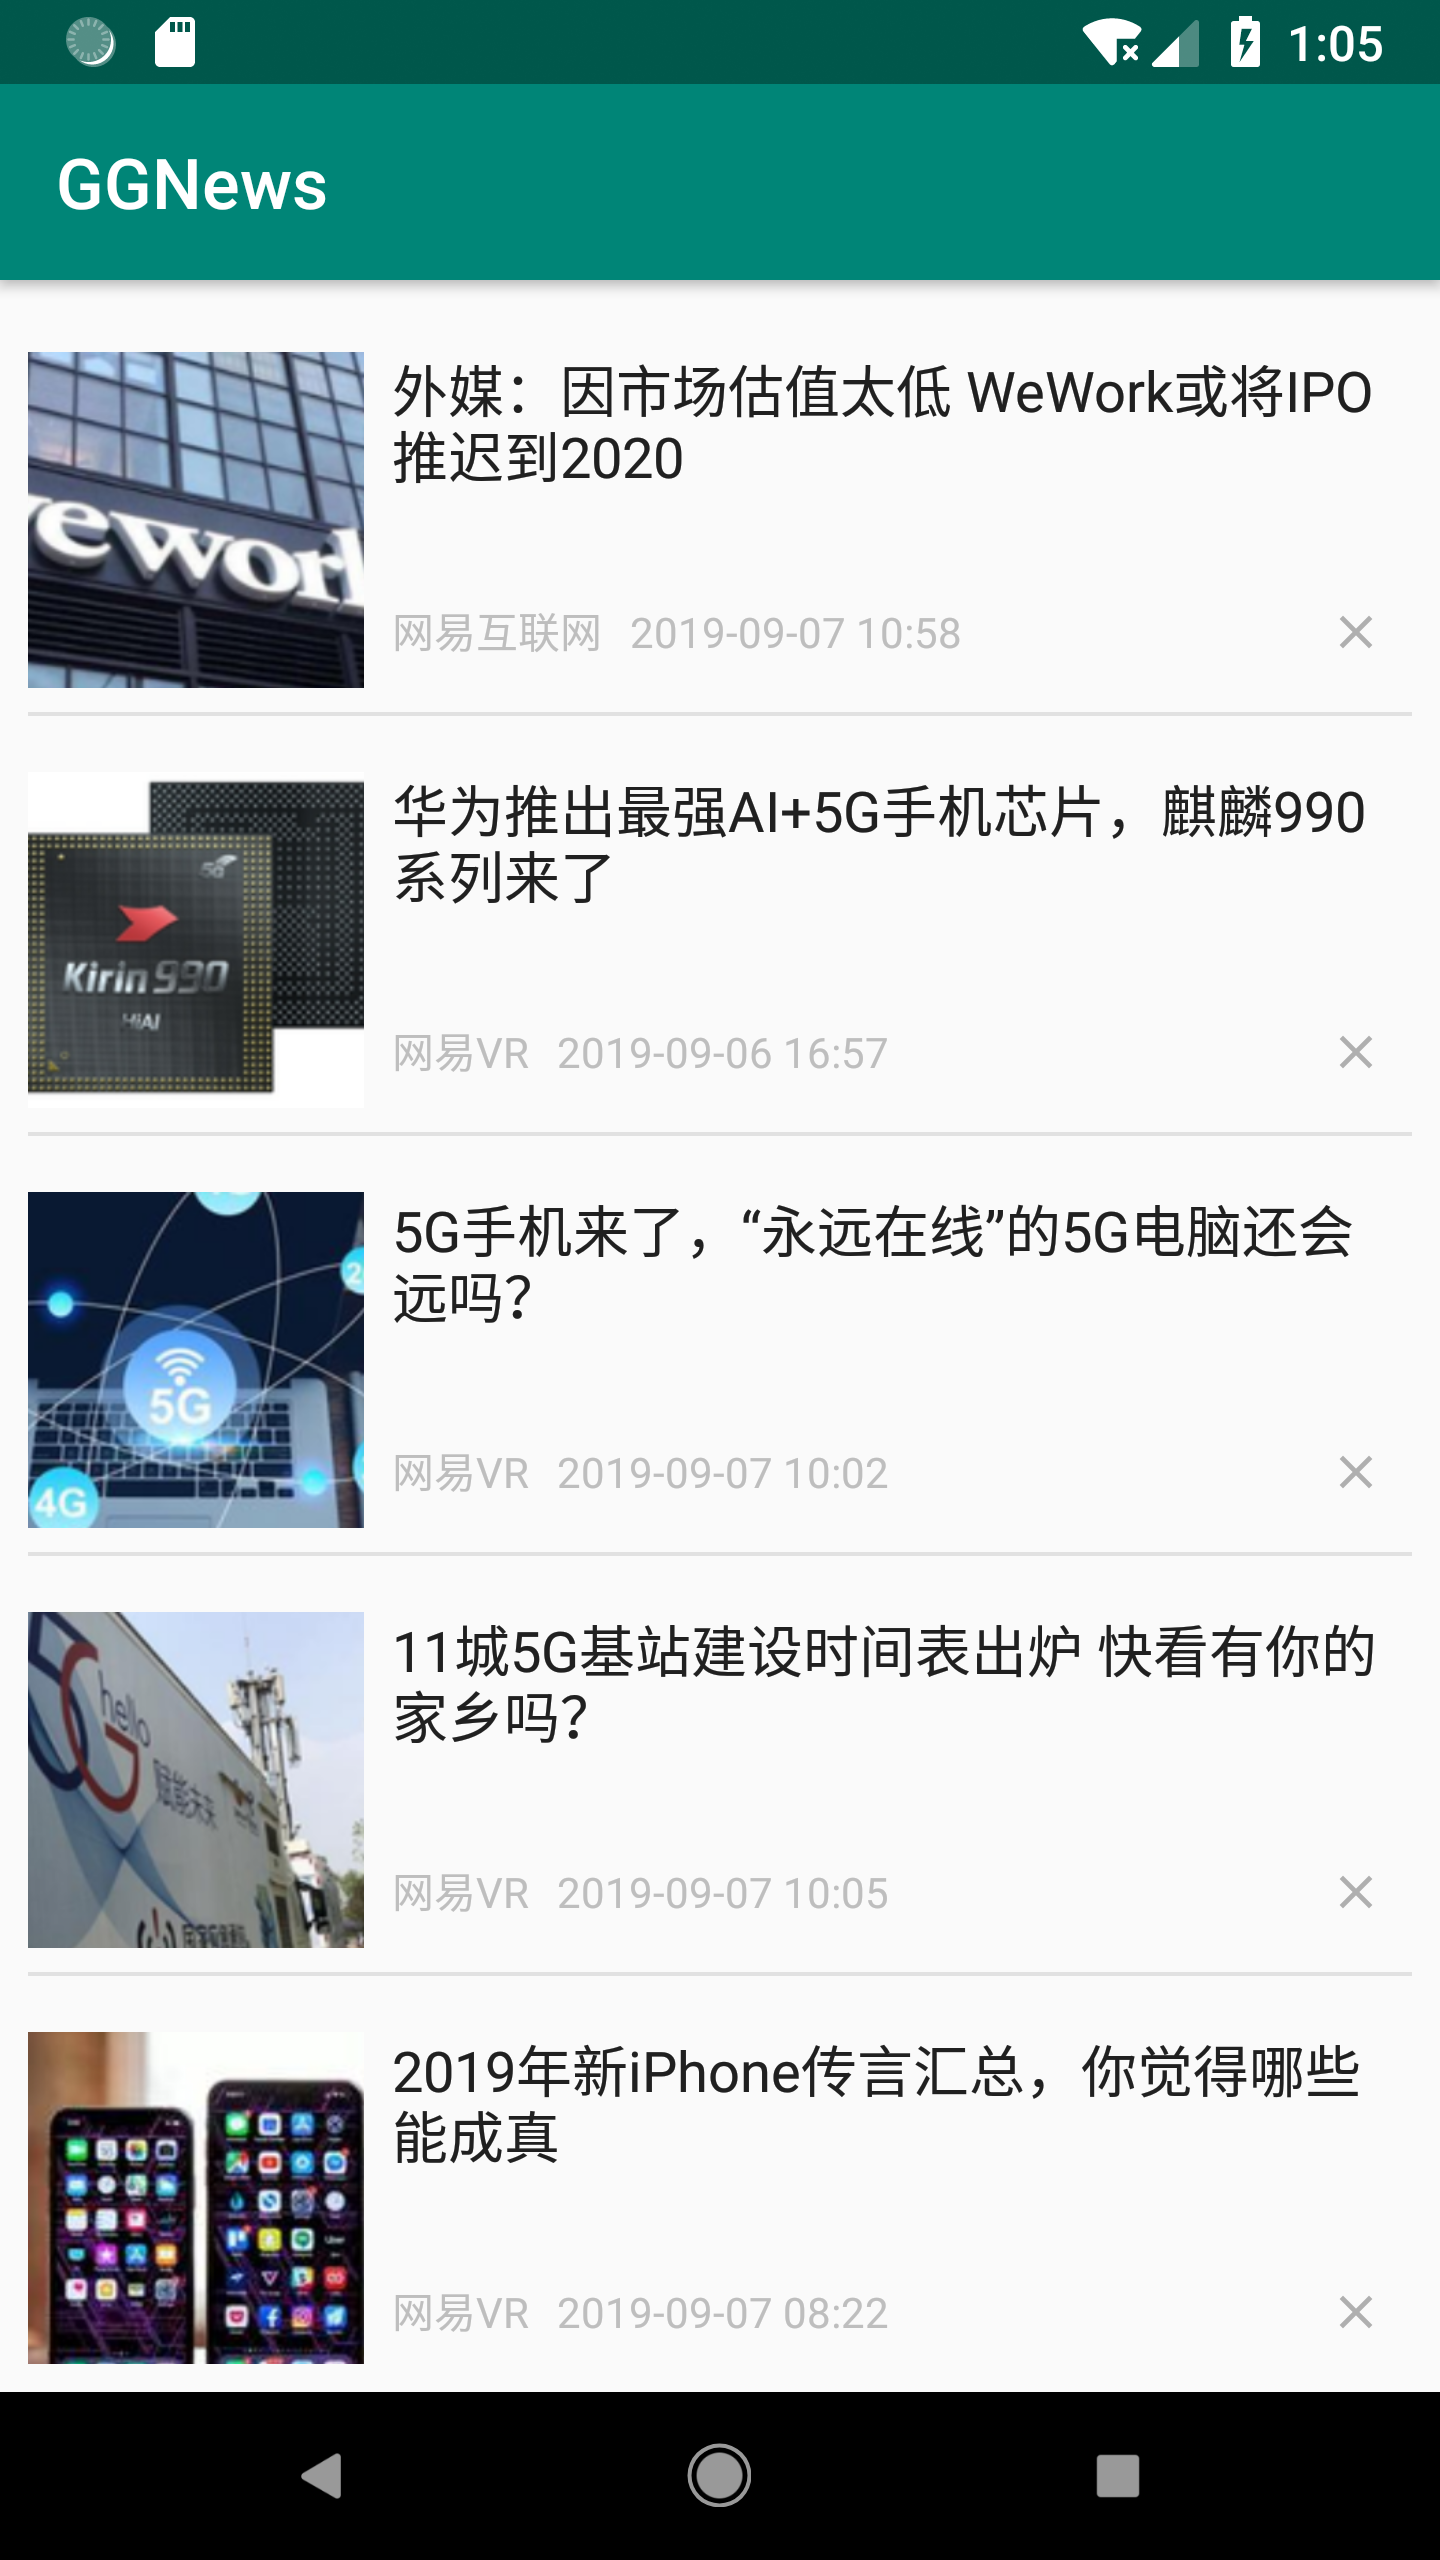 1:05
GGNews
外媒：因市场估值太低 WeWork或将IPO
推迟到2020
ewor
网易互联网 2019-09-07 10:58
华为推出最强AI+5G手机芯片，麒麟990
系列来了
5G
Kirin 990
HiAI
网易VR 2019-09-06 16:57
5G手机来了，“永远在线”的5G电脑还会
远吗？
2
5G
4G
网易VR 2019-09-07 10:02
11城5G基站建设时间表出炉 快看有你的
家乡吗？
5G
hello
赋能未来
网易VR 2019-09-07 10:05
2019年新iPhone传言汇总，你觉得哪些
能成真
网易VR 2019-09-07 08:22